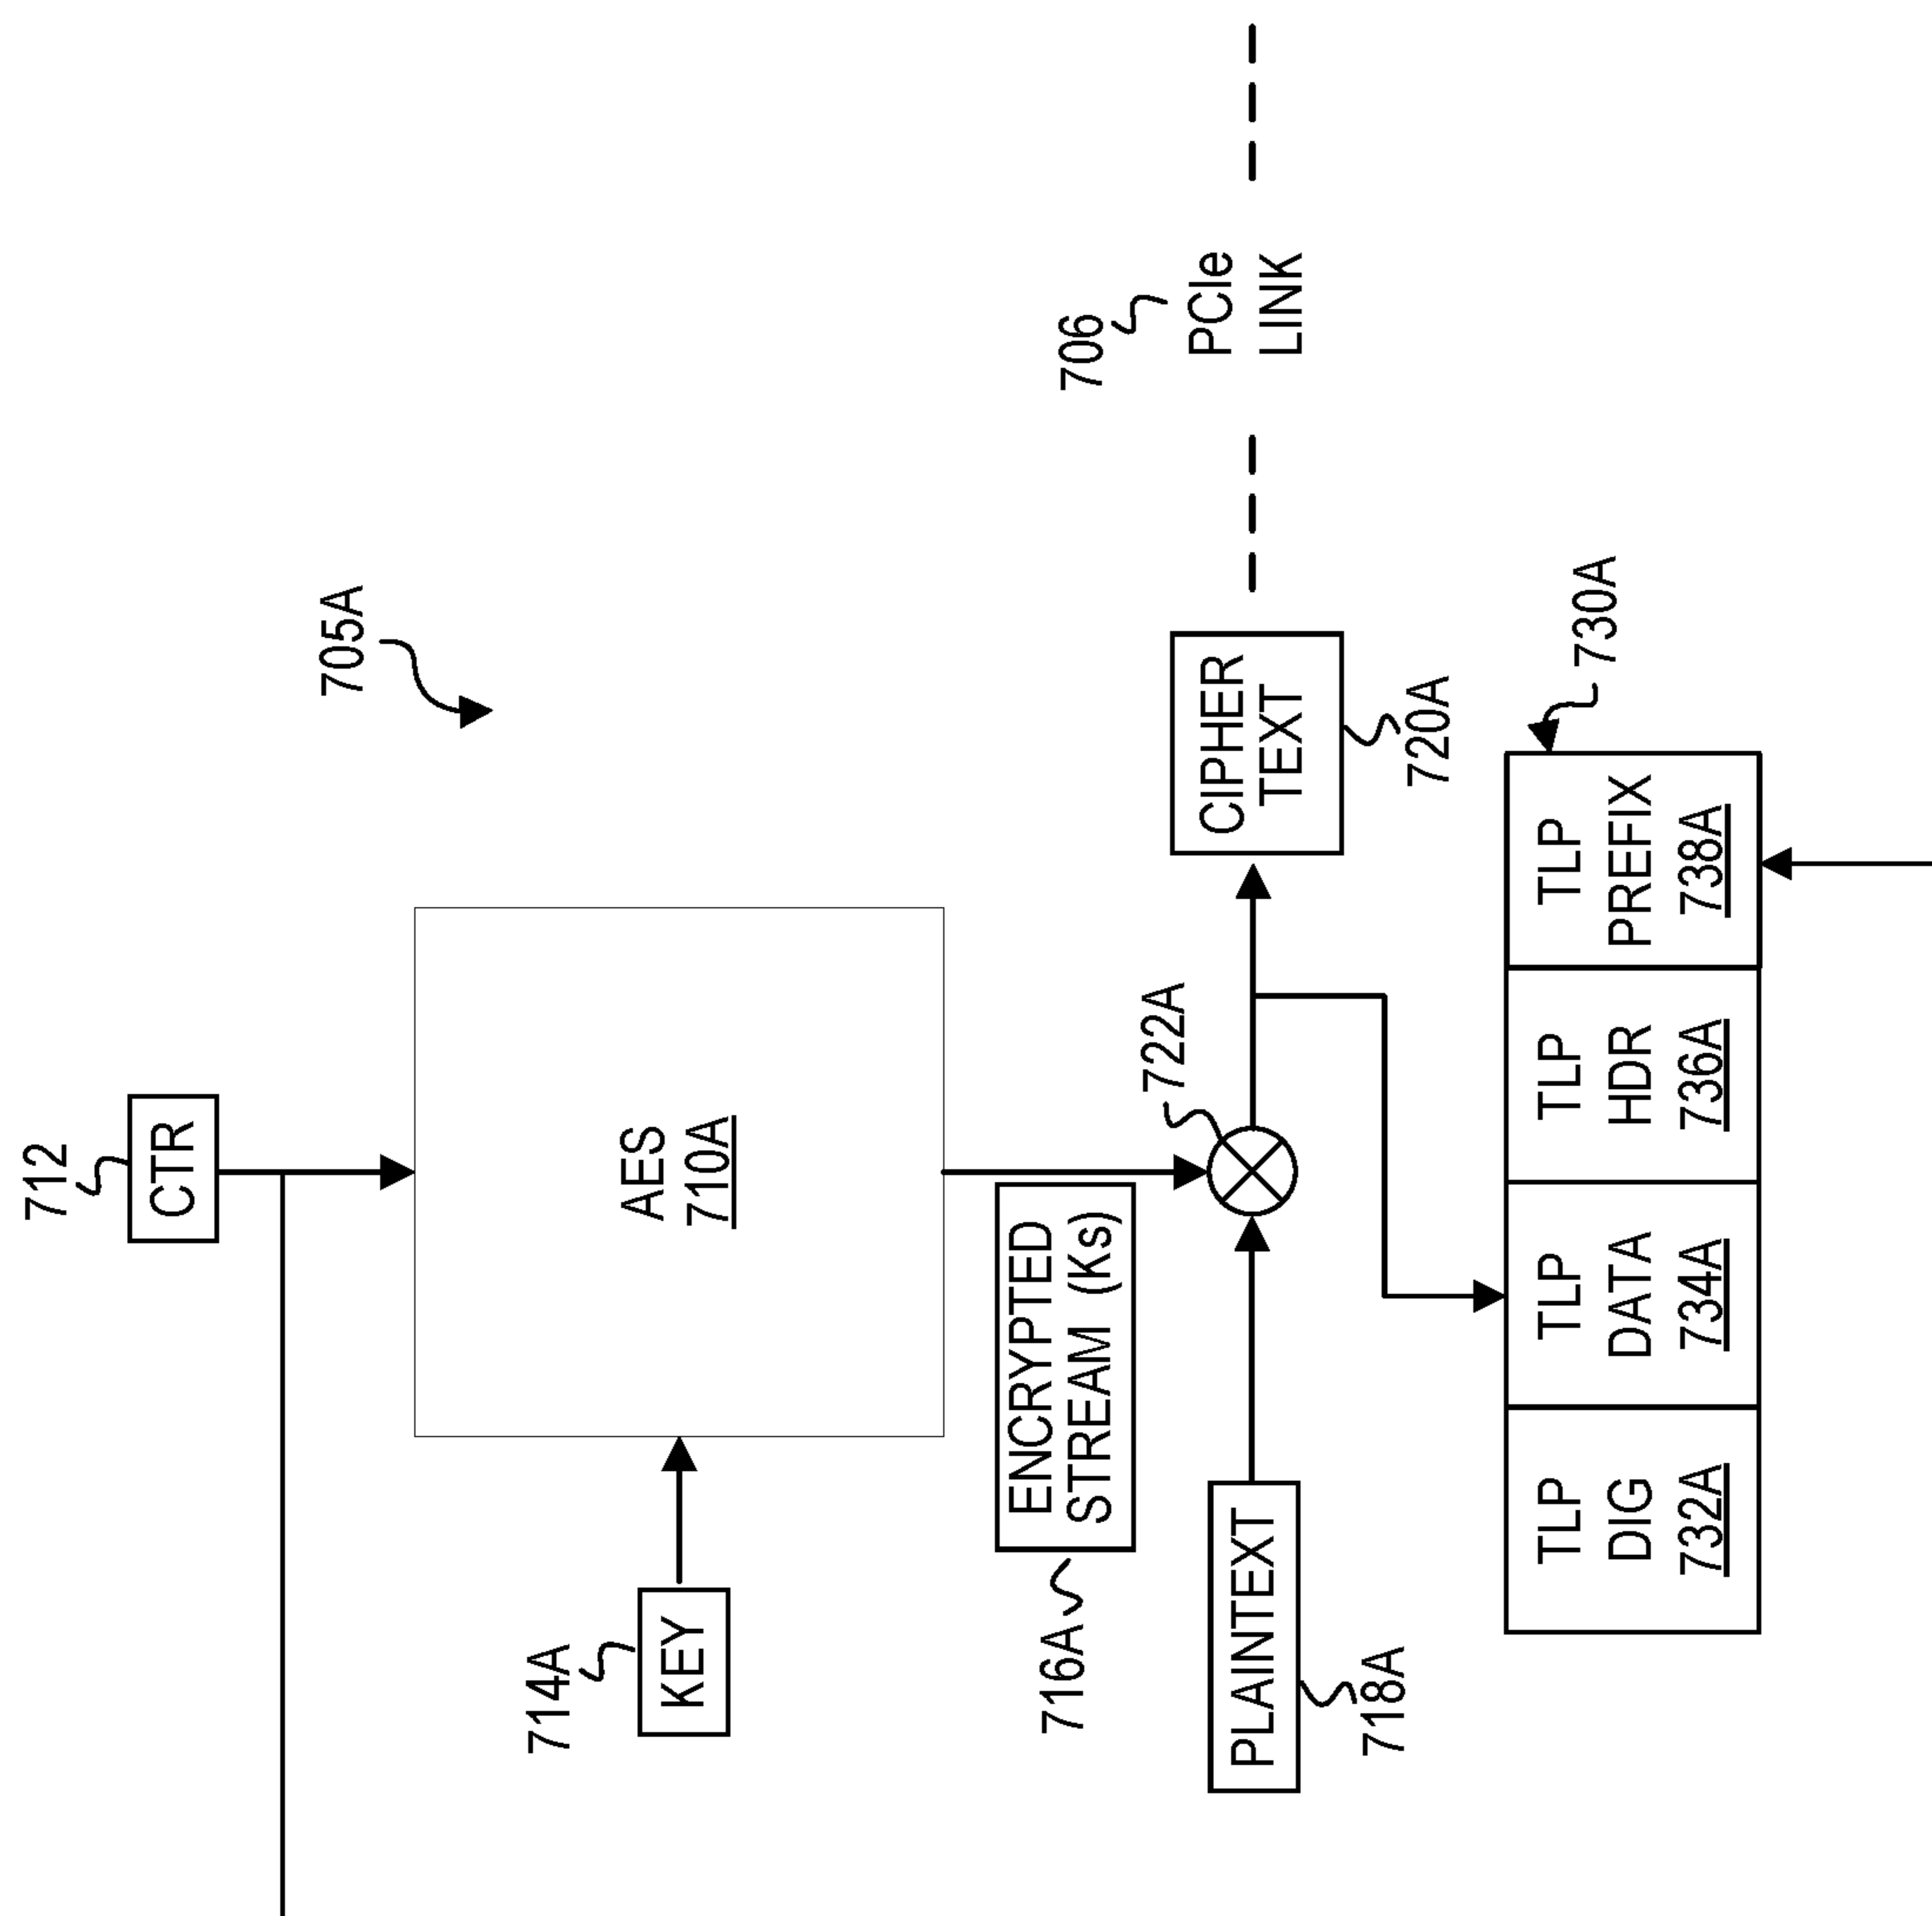 712
CTR
705A
AES
710A
714A
KEY
716A
ENCRYPTED
STREAM (Ks)
722A
706
PCIe
LINK
PLAINTEXT
718A
CIPHER
TEXT
720A
730A
TLP
DIG
732A
TLP
DATA
734A
TLP
HDR
736A
TLP
PREFIX
738A